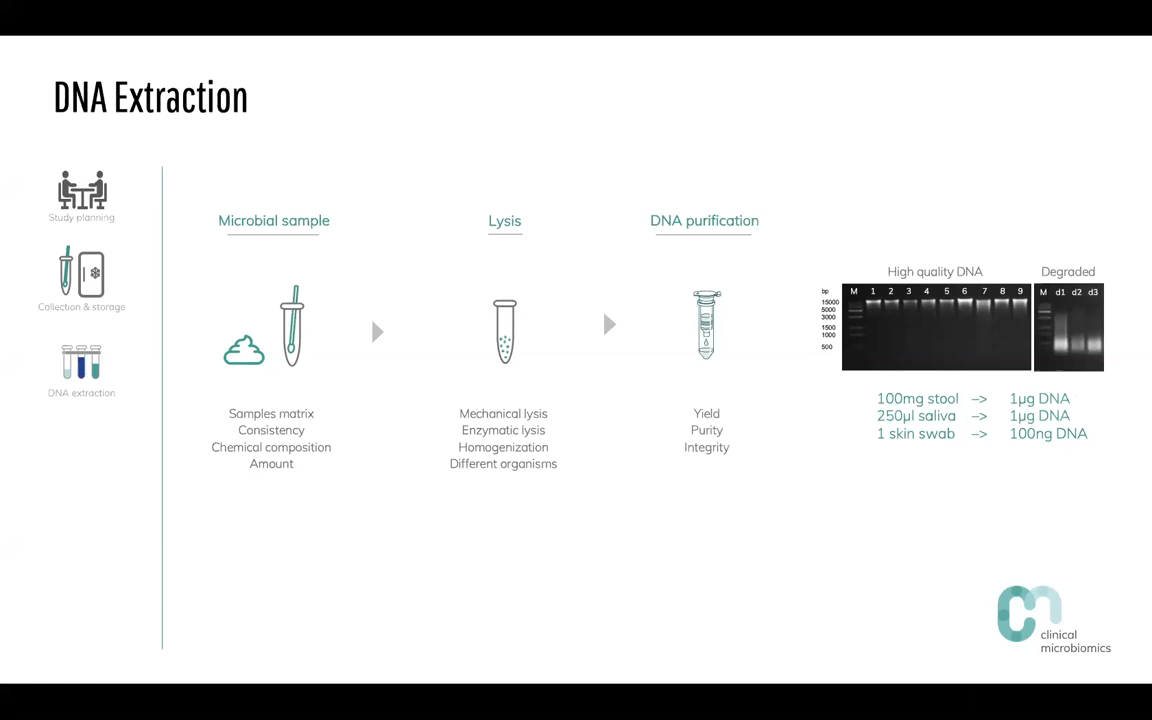 DNA Extraction
Study planning
Collection & storage
DNA extraction
Microbial sample
Samples matrix
Consistency
Chemical composition
Amount
Lysis
Mechanical lysis
Enzymatic lysis
Homogenization
Different organisms
DNA purification
Yield
Purity
Integrity
High quality DNA
Degraded
bp M 1 2 3 4 5 6 7 8 9 M d1 d2 d3
15000
5000
3000
1500
1000
500
100mg stool –> 1µg DNA
250µl saliva –> 1µg DNA
1 skin swab –> 100ng DNA
cm
clinical
microbiomics